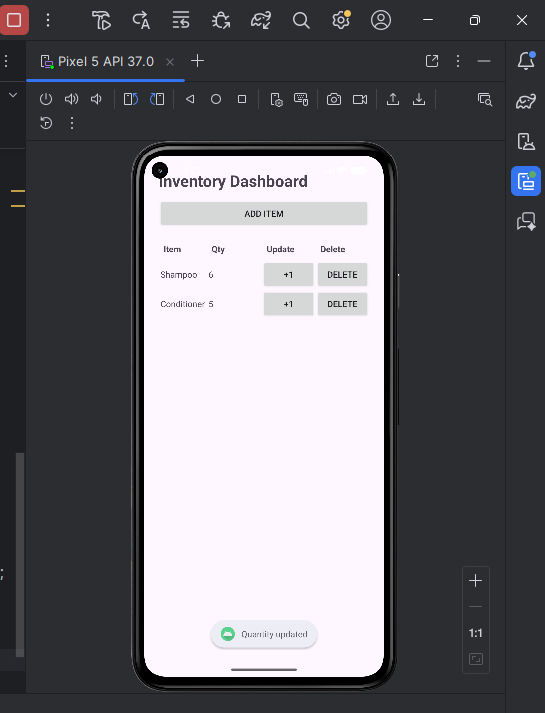 Pixel 5 API 37.0
Inventory Dashboard
ADD ITEM
Item Qty Update Delete
Shampoo 6 +1 DELETE
Conditioner 5 +1 DELETE
;
Quantity updated
1:1